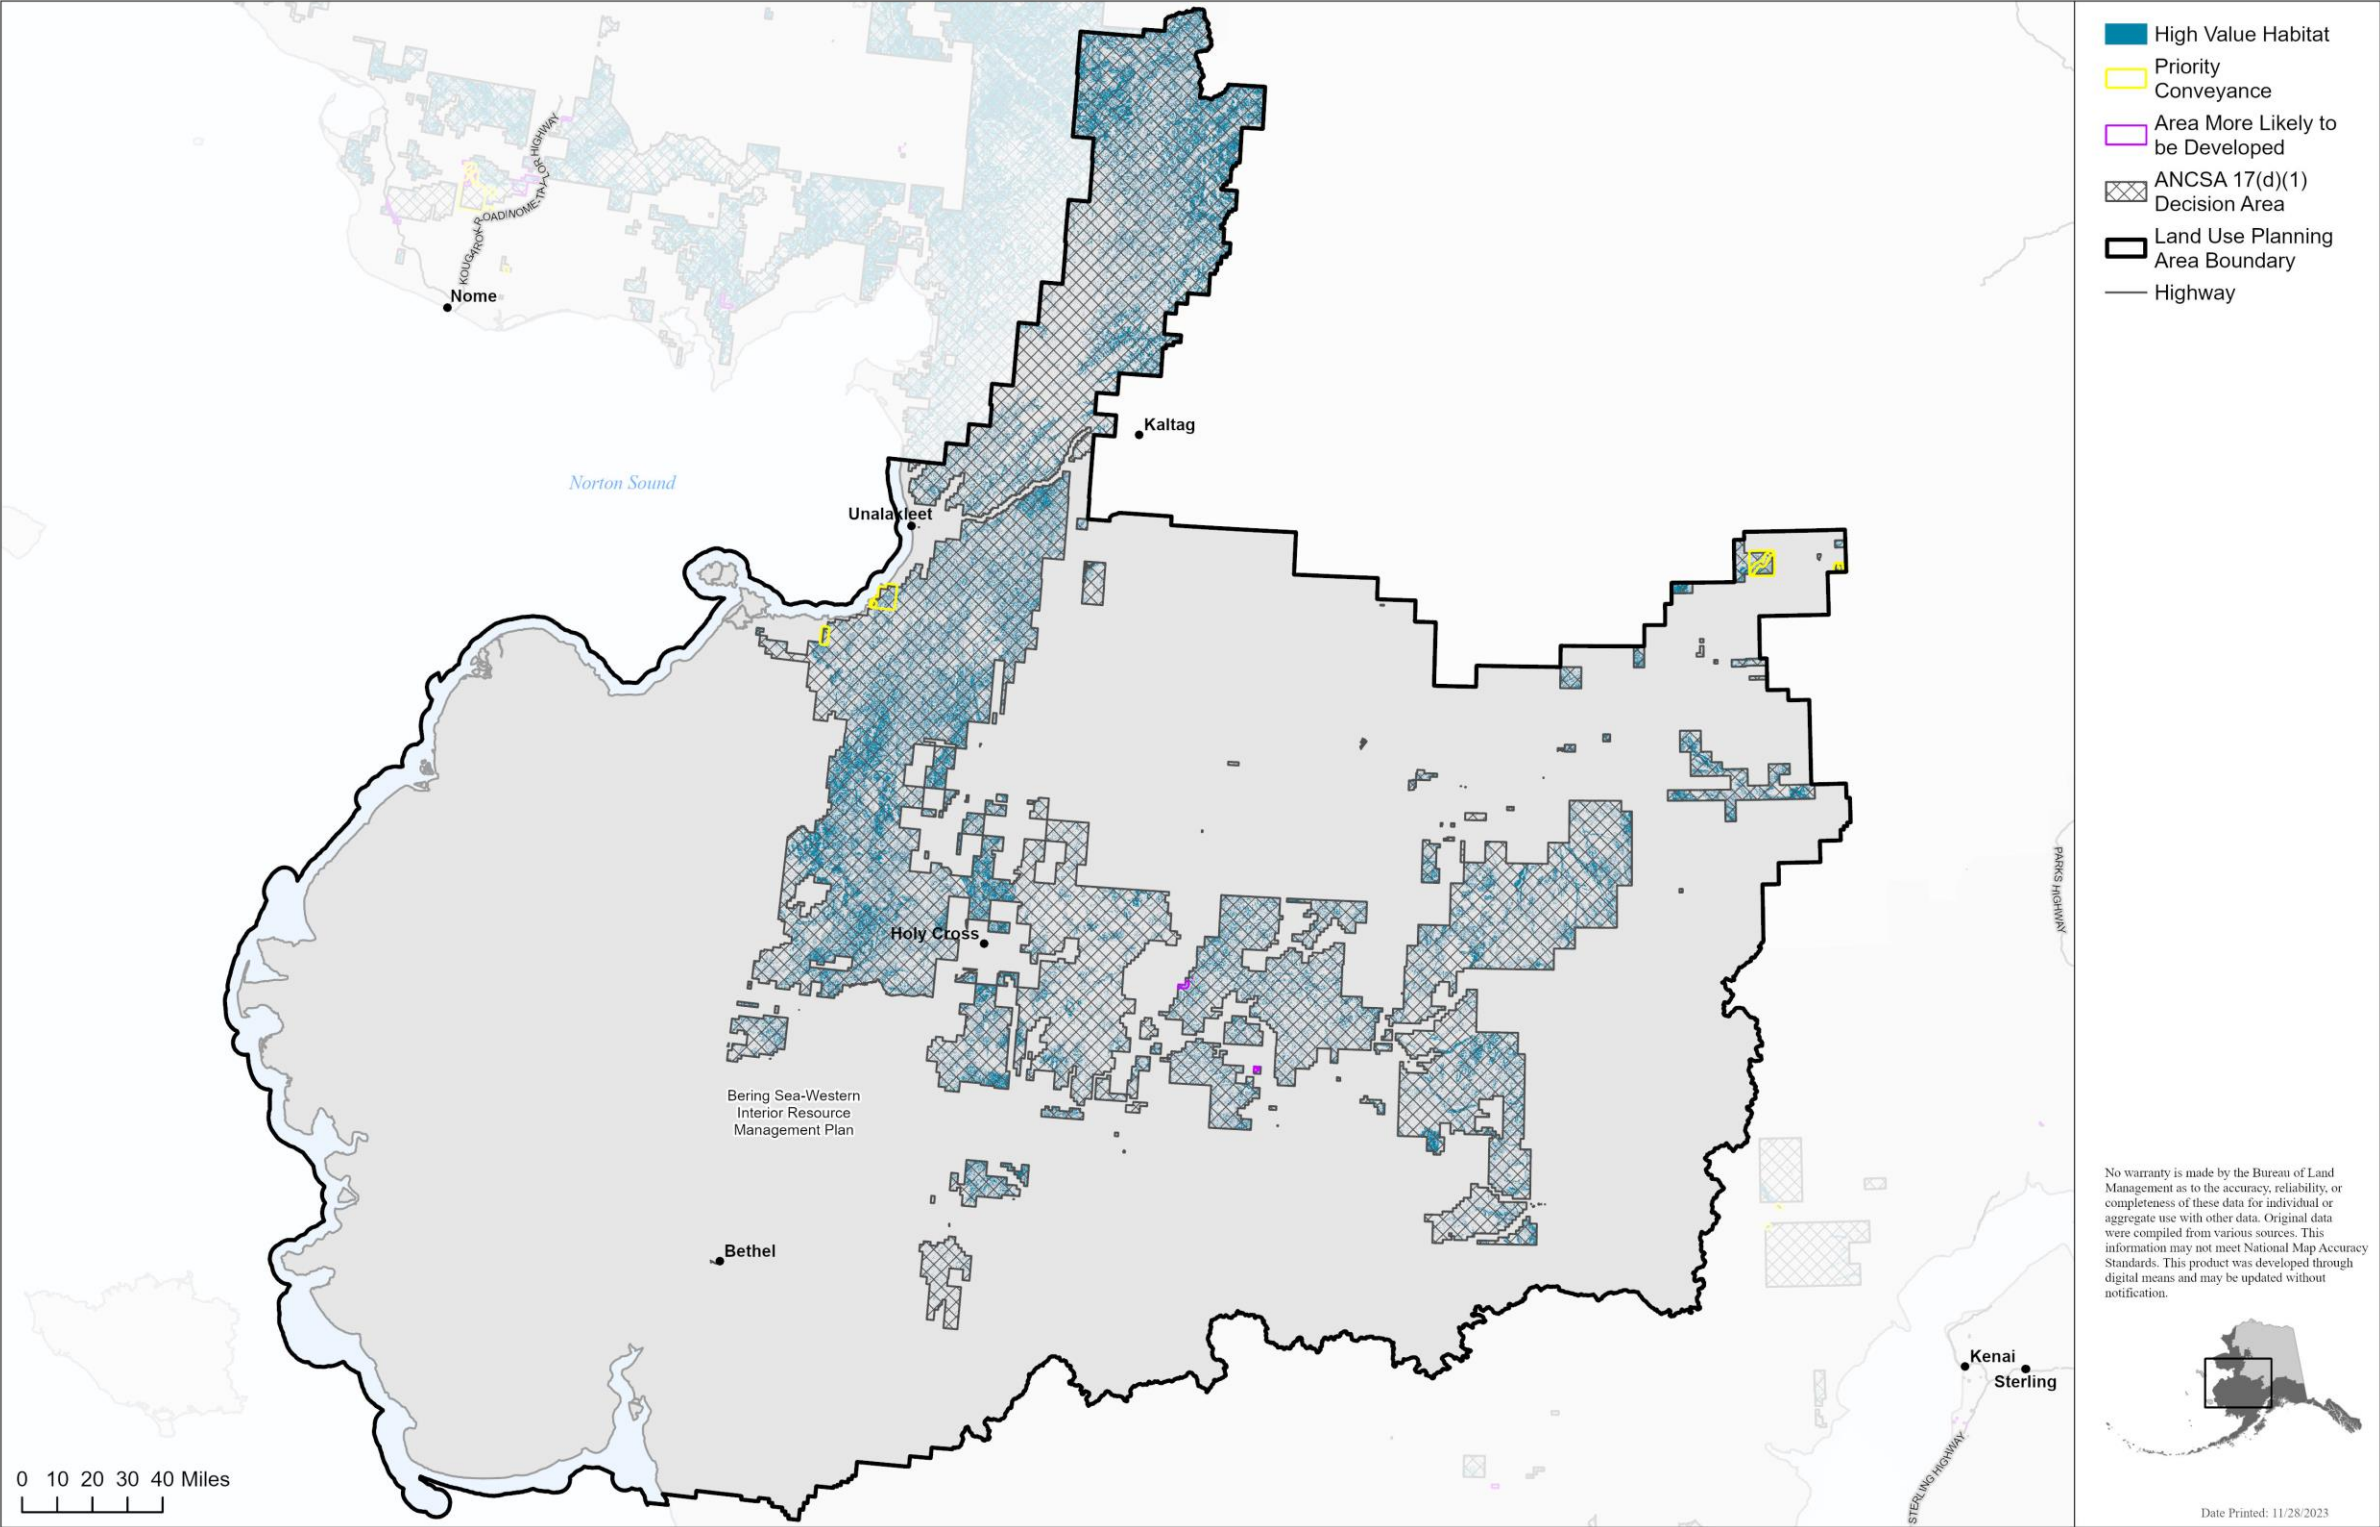 High Value Habitat
Priority
Conveyance
Area More Likely to
be Developed
ANCSA 17(d)(1)
Decision Area
Land Use Planning
Area Boundary
Highway
KOUGAROK ROAD/NOME-TAYLOR HIGHWAY
Nome
Kaltag
Norton Sound
Unalakleet
PARKS HIGHWAY
Holy Cross
Bering Sea-Western
Interior Resource
Management Plan
Bethel
Kenai
Sterling
STERLING HIGHWAY
0 10 20 30 40 Miles
No warranty is made by the Bureau of Land
Management as to the accuracy, reliability, or
completeness of these data for individual or
aggregate use with other data. Original data
were compiled from various sources. This
information may not meet National Map Accuracy
Standards. This product was developed through
digital means and may be updated without
notification.
Date Printed: 11/28/2023